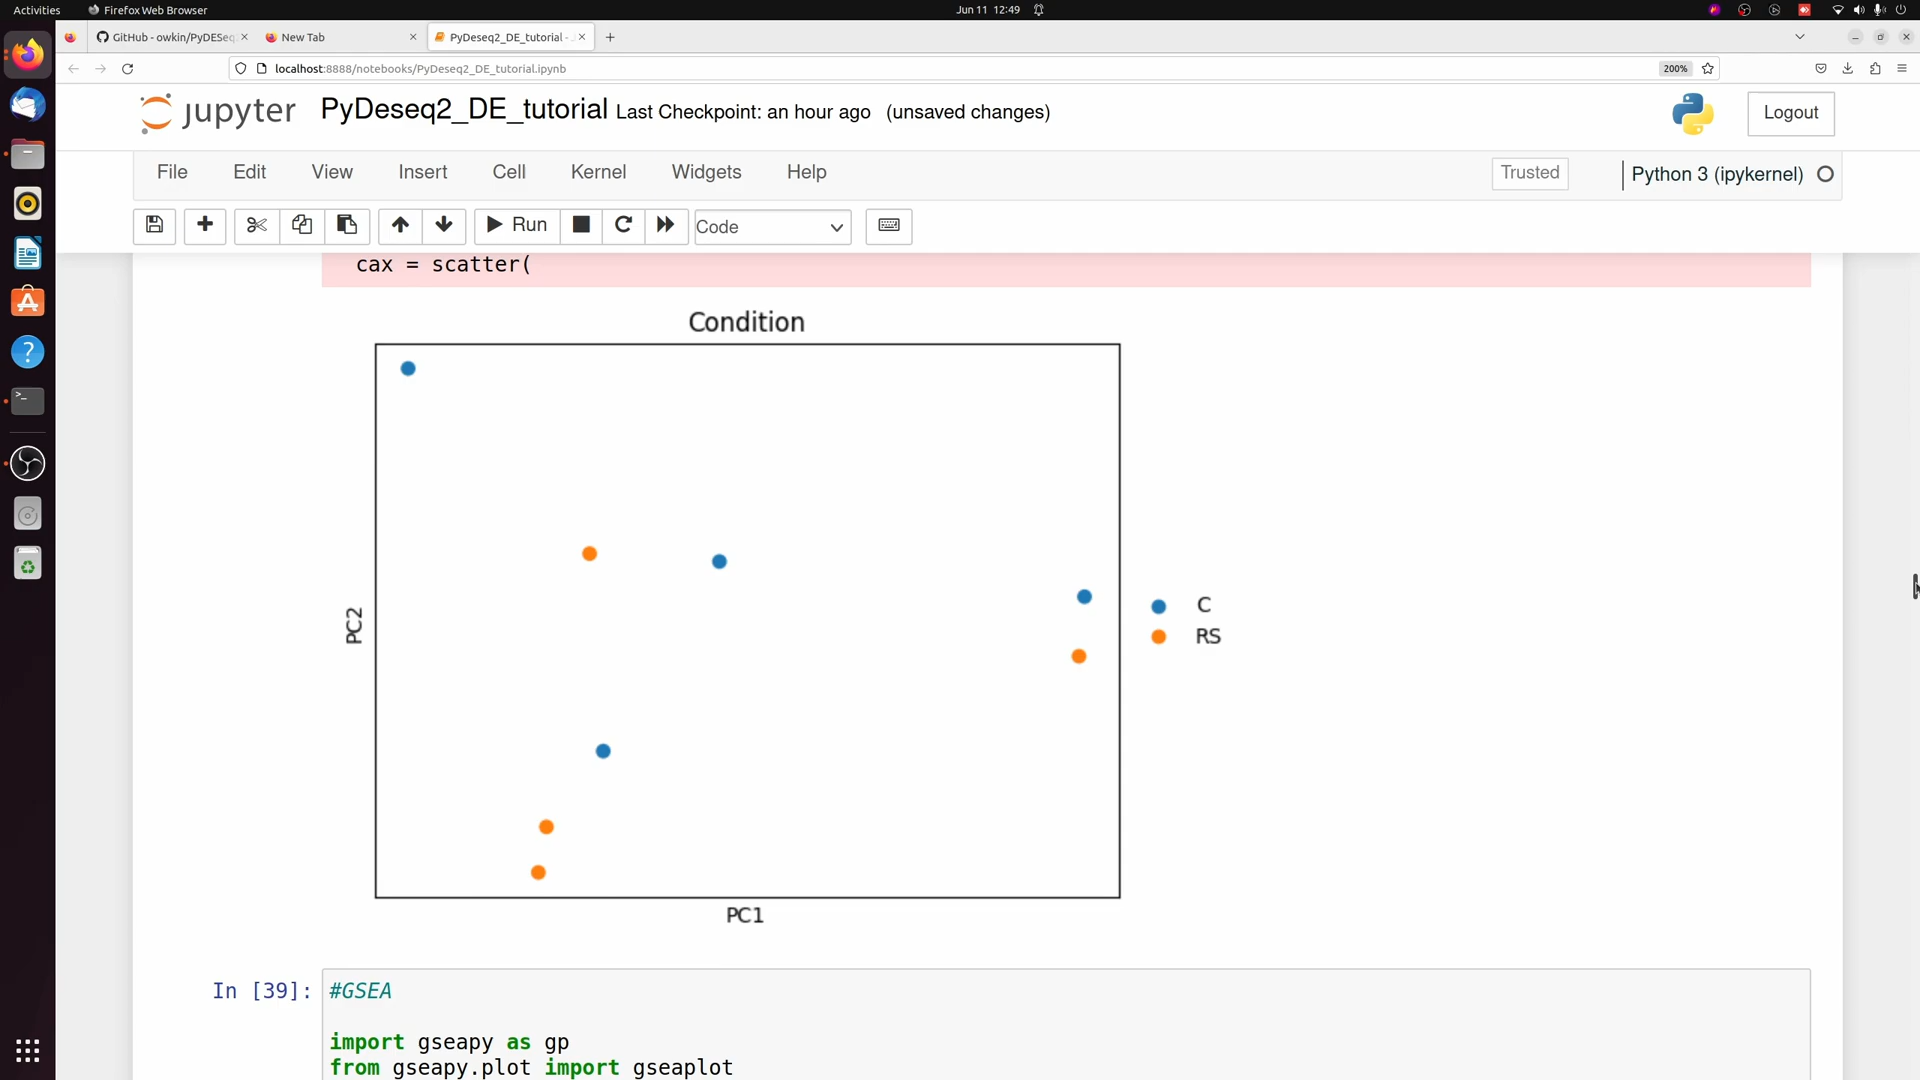 Activities
Firefox Web Browser
Jun 11 12:49
GitHub - owkin/PyDESeq
New Tab
PyDeseq2_DE_tutorial -
localhost:8888/notebooks/PyDeseq2_DE_tutorial.ipynb
200%
jupyter PyDeseq2_DE_tutorial Last Checkpoint: an hour ago (unsaved changes)
Logout
File Edit View Insert Cell Kernel Widgets Help
Trusted
Python 3 (ipykernel)
Run
Code
cax = scatter(
Condition
PC2
C
RS
PC1
In [39]:
#GSEA
import gseapy as gp
from gseapy.plot import gseaplot